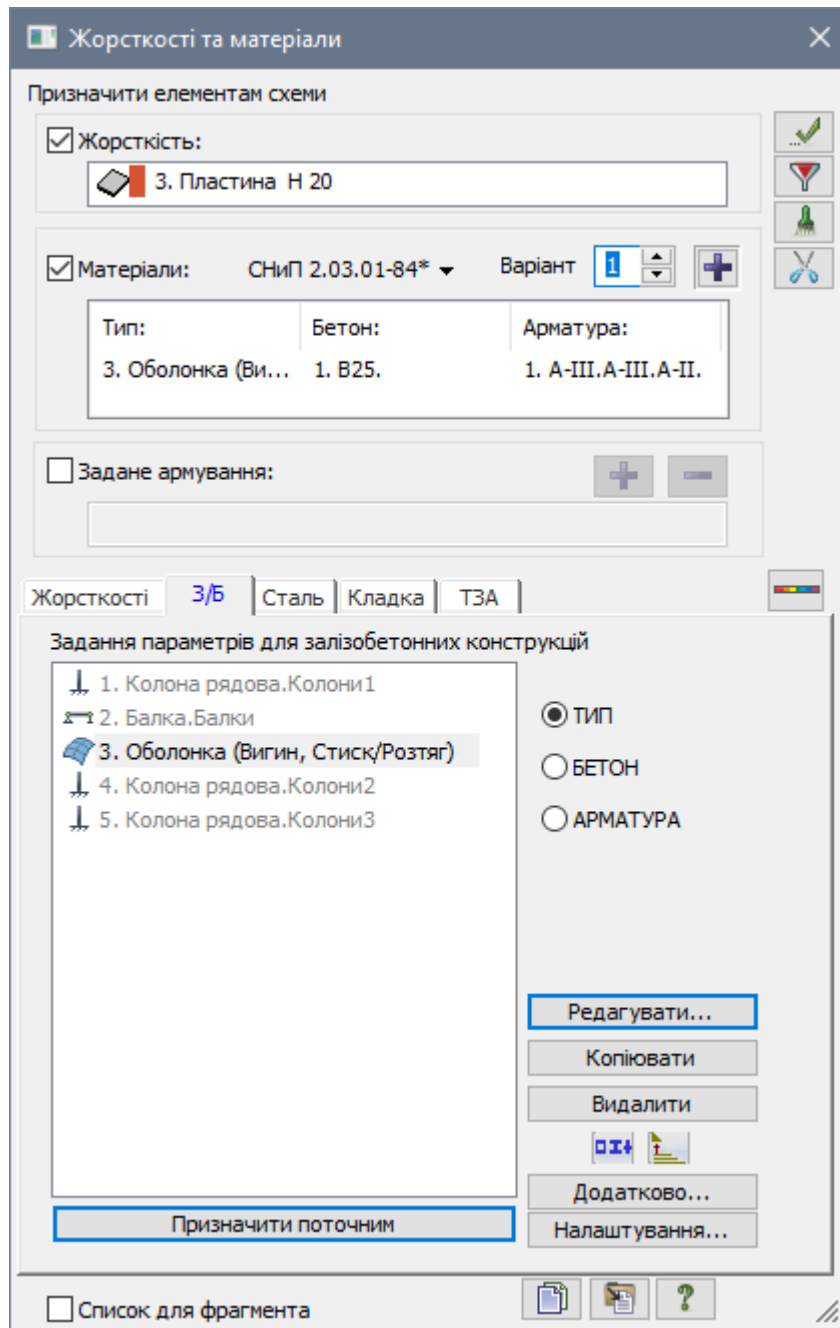 Жорсткості та матеріали
Призначити елементам схеми
Жорсткість:
3. Пластина H 20
Матеріали: СНиП 2.03.01-84* Варіант 1
Тип: Бетон: Арматура:
3. Оболонка (Ви... 1. В25. 1. A-III.A-III.A-II.
Задане армування:
Жорсткості З/Б Сталь Кладка ТЗА
Задання параметрів для залізобетонних конструкцій
1. Колона рядова.Колони1
2. Балка.Балки
3. Оболонка (Вигин, Стиск/Розтяг)
4. Колона рядова.Колони2
5. Колона рядова.Колони3
ТИП
БЕТОН
АРМАТУРА
Редагувати...
Копіювати
Видалити
Додатково...
Призначити поточним
Налаштування...
Список для фрагмента